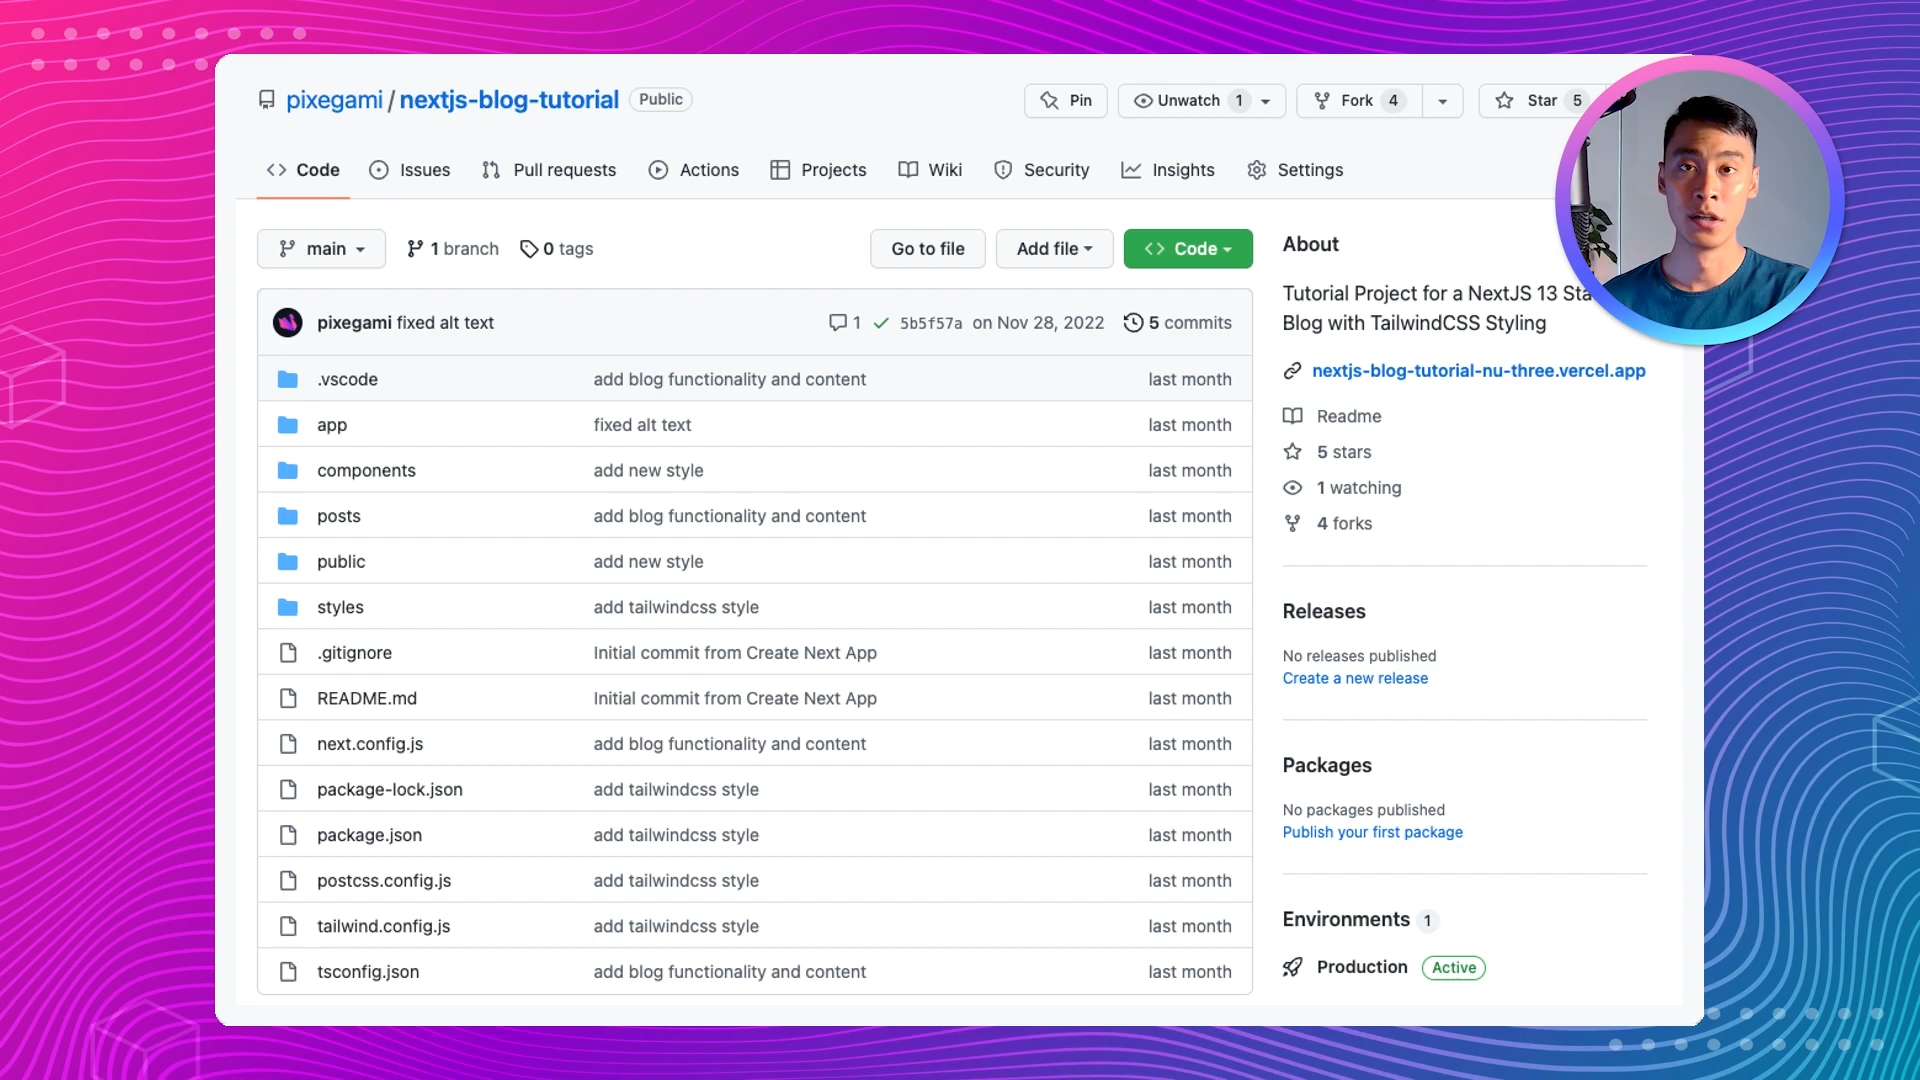 pixegami / nextjs-blog-tutorial Public
Pin Unwatch 1 Fork 4 Star 5
Code Issues Pull requests Actions Projects Wiki Security Insights Settings
main 1 branch 0 tags Go to file Add file Code
pixegami fixed alt text 1 5b5f57a on Nov 28, 2022 5 commits
.vscode add blog functionality and content last month
app fixed alt text last month
components add new style last month
posts add blog functionality and content last month
public add new style last month
styles add tailwindcss style last month
.gitignore Initial commit from Create Next App last month
README.md Initial commit from Create Next App last month
next.config.js add blog functionality and content last month
package-lock.json add tailwindcss style last month
package.json add tailwindcss style last month
postcss.config.js add tailwindcss style last month
tailwind.config.js add tailwindcss style last month
tsconfig.json add blog functionality and content last month
About
Tutorial Project for a NextJS 13
Blog with TailwindCSS Styling
nextjs-blog-tutorial-nu-three.vercel.app
Readme
5 stars
1 watching
4 forks
Releases
No releases published
Create a new release
Packages
No packages published
Publish your first package
Environments 1
Production Active